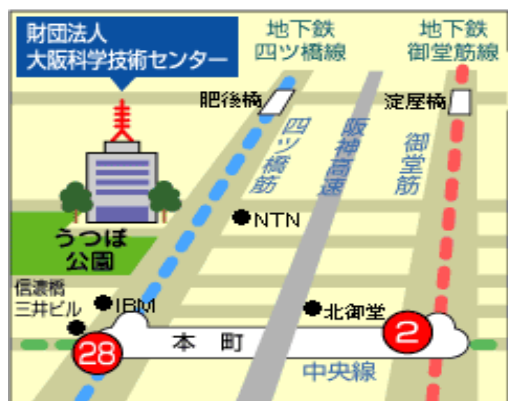 財団法人
大阪科学技術センター
地下鉄
四ツ橋線
地下鉄
御堂筋線
肥後橋
淀屋橋
四ツ橋筋
阪神高速
御堂筋
NTN
うつぼ
公園
信濃橋
三井ビル
IBM
北御堂
2
28
本町
中央線